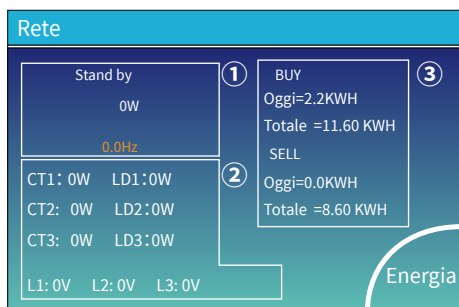 Rete
Stand by
0W
0.0Hz
①
CT1: 0W LD1:0W
CT2: 0W LD2:0W
CT3: 0W LD3:0W
L1: 0V L2: 0V L3: 0V
②
BUY
Oggi=2.2KWH
Totale =11.60 KWH
SELL
Oggi=0.0KWH
Totale =8.60 KWH
③
Energia